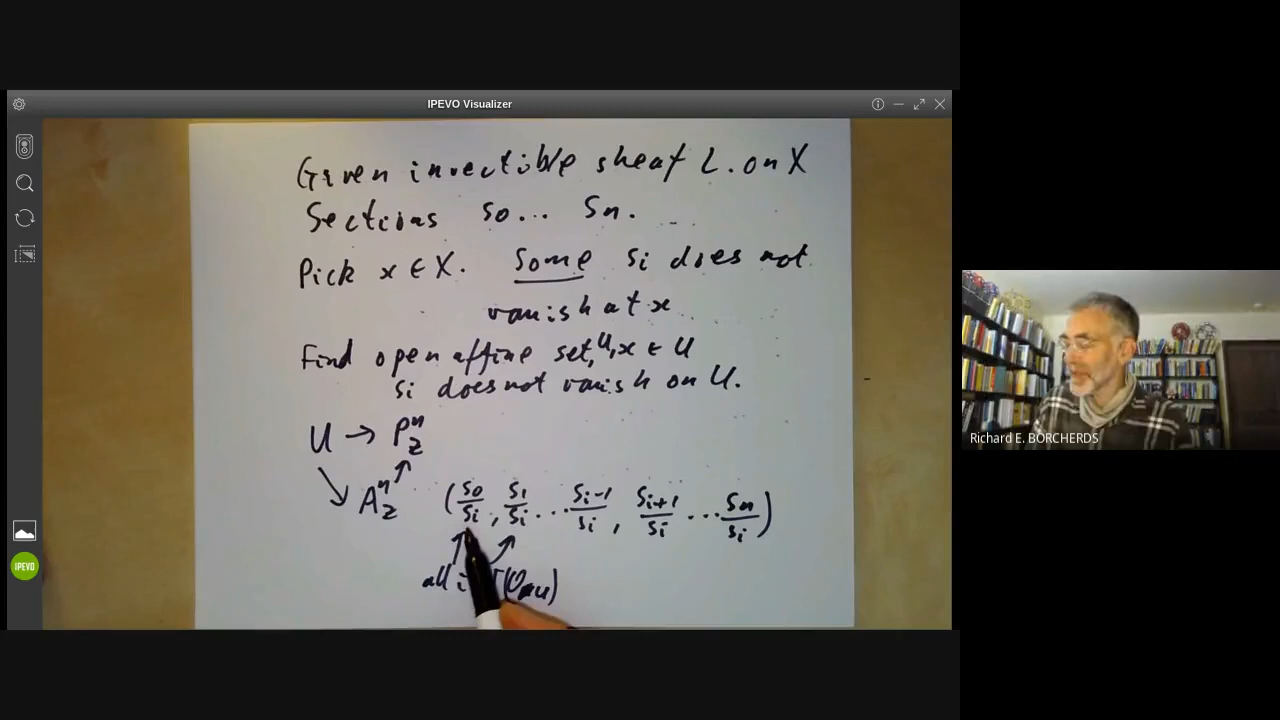 IPEVO Visualizer
Given invertible sheaf L. on X
Sections s0... sn.
Pick x ∈ X. Some si does not
vanish at x
Find open affine set, U, x ∈ U
si does not vanish on U.
U → P^n_Z
A^n_Z (s0/si, s1/si ... si-1/si, si+1/si ... sn/si)
all
IPEVO
Richard E. BORCHERDS